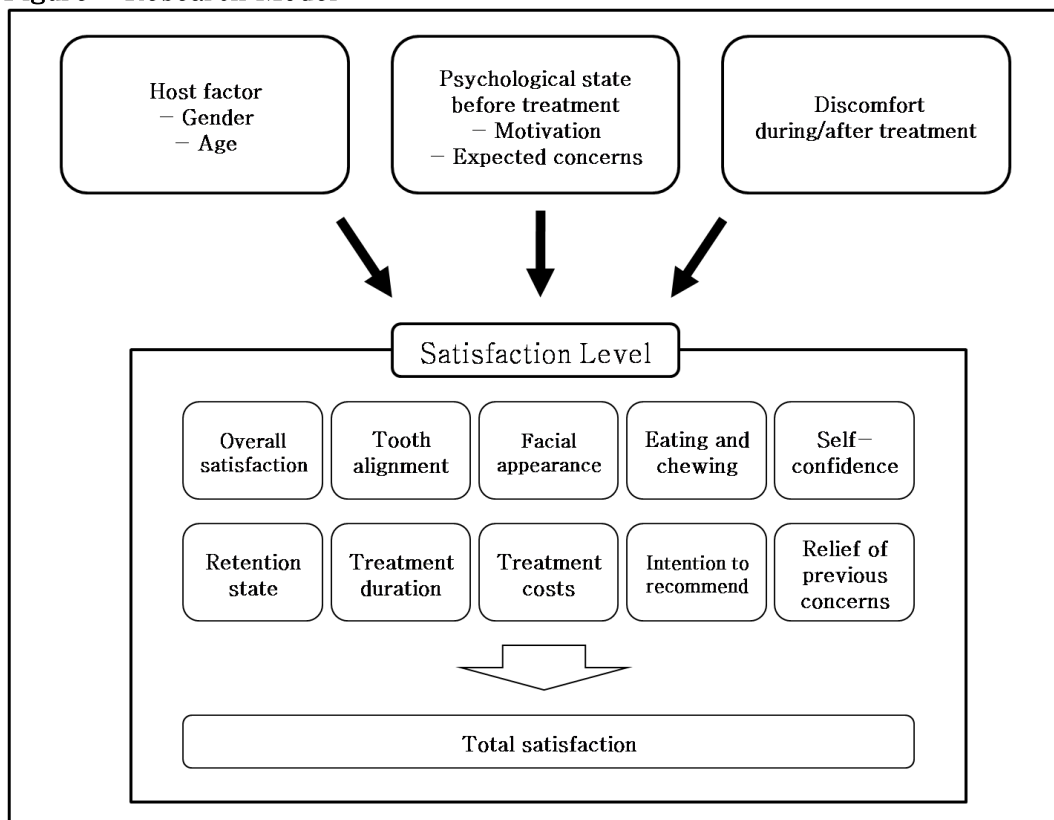 Host factor
— Gender
— Age
Psychological state
before treatment
— Motivation
— Expected concerns
Discomfort
during/after treatment
Satisfaction Level
Overall
satisfaction
Tooth
alignment
Facial
appearance
Eating and
chewing
Self-
confidence
Retention
state
Treatment
duration
Treatment
costs
Intention to
recommend
Relief of
previous
concerns
Total satisfaction